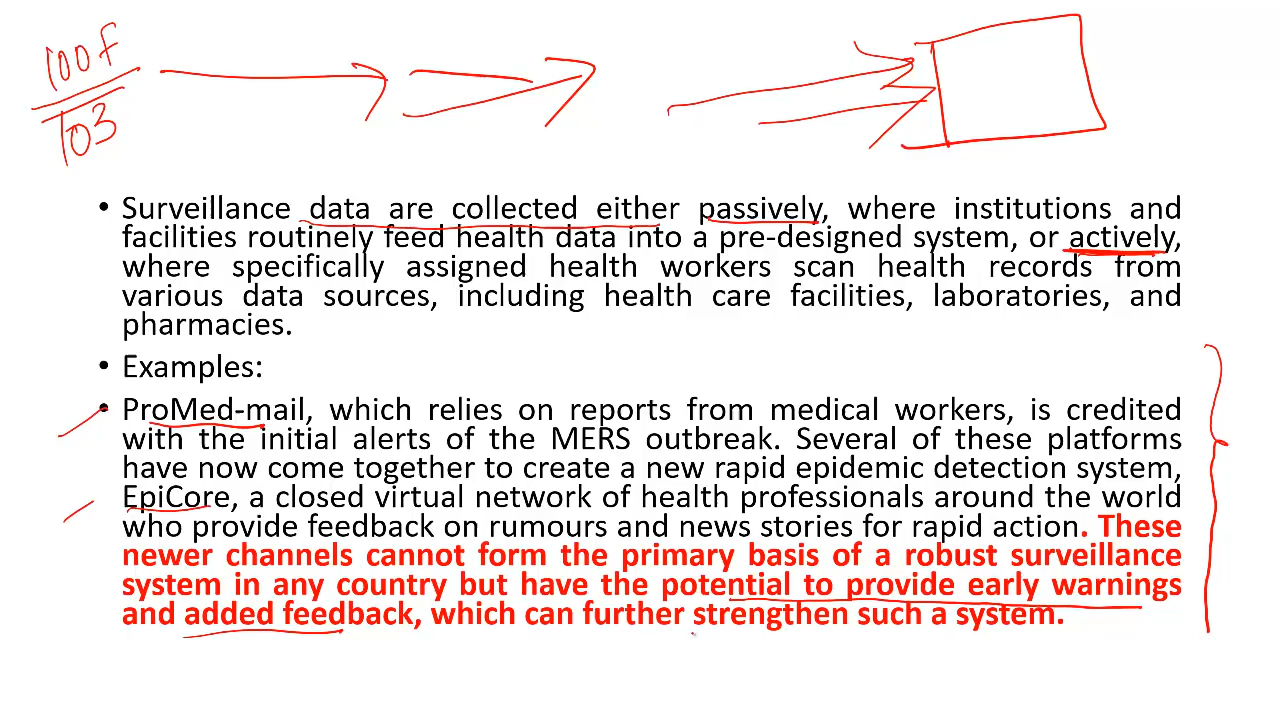 100F
103
• Surveillance data are collected either passively, where institutions and
facilities routinely feed health data into a pre-designed system, or actively,
where specifically assigned health workers scan health records from
various data sources, including health care facilities, laboratories, and
pharmacies.
• Examples:
• ProMed-mail, which relies on reports from medical workers, is credited
with the initial alerts of the MERS outbreak. Several of these platforms
have now come together to create a new rapid epidemic detection system,
EpiCore, a closed virtual network of health professionals around the world
who provide feedback on rumours and news stories for rapid action. These
newer channels cannot form the primary basis of a robust surveillance
system in any country but have the potential to provide early warnings
and added feedback, which can further strengthen such a system.